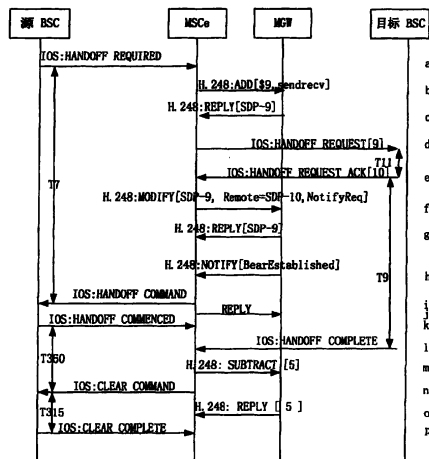 源 BSC
MSCe
MGW
目标 BSC
IOS:HANDOFF REQUIRED
a
H.248:ADD[$9,sendrecv]
b
H.248:REPLY[SDP-9]
c
IOS:HANDOFF REQUEST[9]
d
T11
IOS:HANDOFF REQUEST ACK[10]
e
T7
H.248:MODIFY[SDP-9, Remote=SDP-10,NotifyReq]
f
H.248:REPLY[SDP-9]
g
H.248:NOTIFY[BearEstablished]
h
T9
IOS:HANDOFF COMMAND
i
REPLY
j
IOS:HANDOFF COMMENCED
k
IOS:HANDOFF COMPLETE
l
T360
H.248: SUBTRACT [5]
m
IOS:CLEAR COMMAND
n
T315
H.248: REPLY [ 5 ]
o
IOS:CLEAR COMPLETE
p